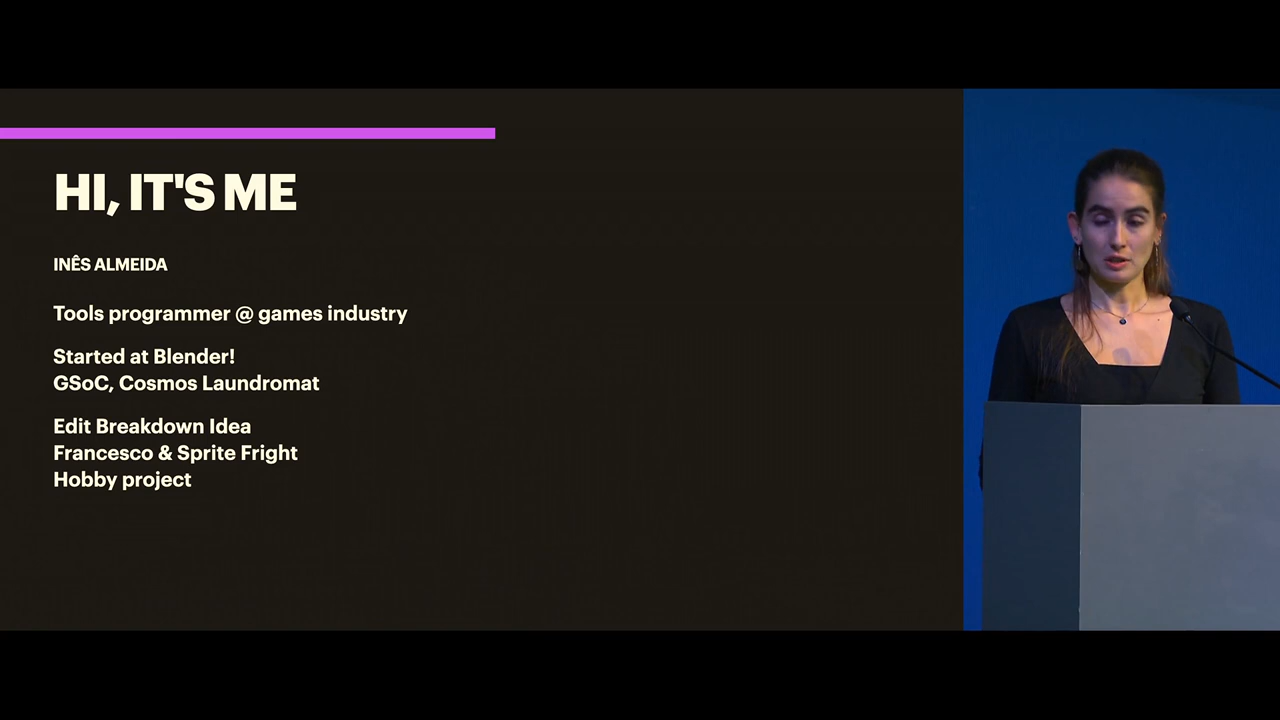 HI, IT'S ME
INÊS ALMEIDA
Tools programmer @ games industry
Started at Blender!
GSoC, Cosmos Laundromat
Edit Breakdown Idea
Francesco & Sprite Fright
Hobby project